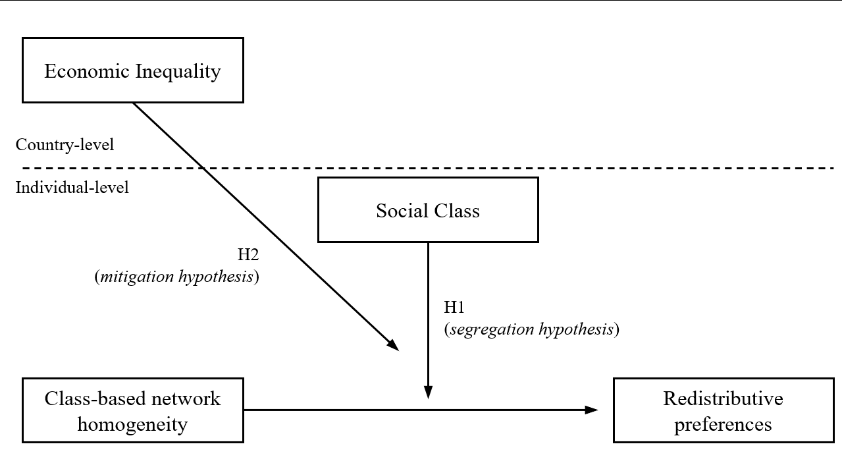 Economic Inequality
Country-level
Individual-level
Social Class
H2
(mitigation hypothesis)
H1
(segregation hypothesis)
Class-based network
homogeneity
Redistributive
preferences